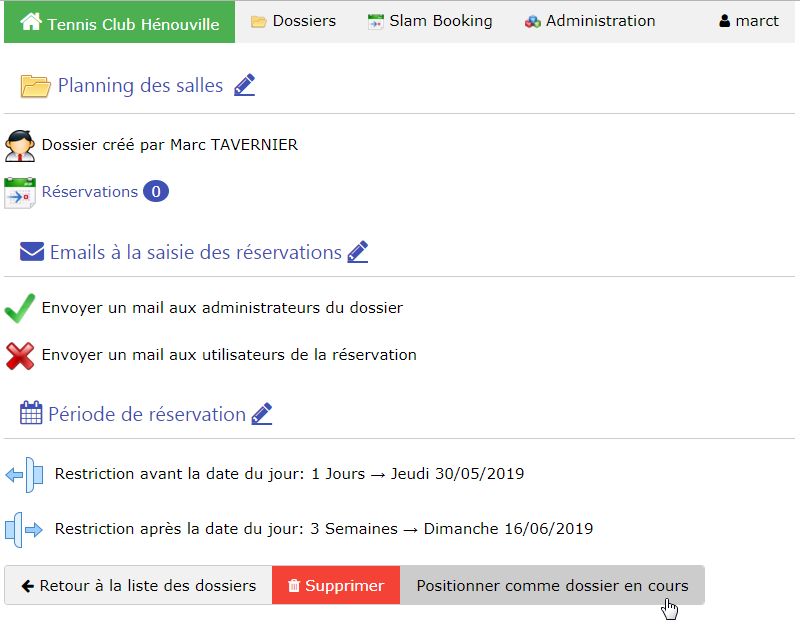 Tennis Club Hénouville Dossiers Slam Booking Administration marct
Planning des salles
Dossier créé par Marc TAVERNIER
Réservations 0
Emails à la saisie des réservations
Envoyer un mail aux administrateurs du dossier
Envoyer un mail aux utilisateurs de la réservation
Période de réservation
Restriction avant la date du jour: 1 Jours → Jeudi 30/05/2019
Restriction après la date du jour: 3 Semaines → Dimanche 16/06/2019
Retour à la liste des dossiers Supprimer Positionner comme dossier en cours